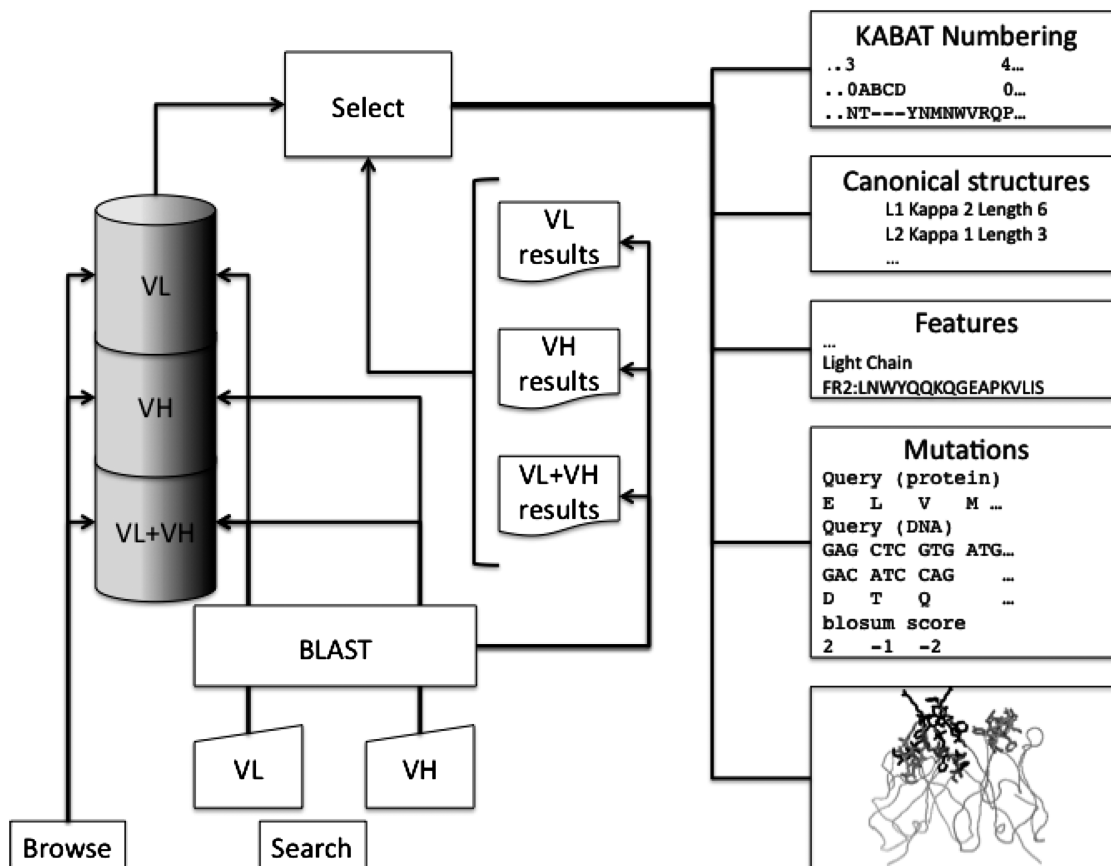 Select
VL
VH
VL+VH
VL
results
VH
results
VL+VH
results
BLAST
VL
VH
Browse
Search
KABAT Numbering
..3 4…
..0ABCD 0…
..NT---YNMNWVRQP…
Canonical structures
L1 Kappa 2 Length 6
L2 Kappa 1 Length 3
…
Features
…
Light Chain
FR2:LNWYQQKQGEAPKVLIS
Mutations
Query (protein)
E L V M …
Query (DNA)
GAG CTC GTG ATG…
GAC ATC CAG …
D T Q …
blosum score
2 -1 -2